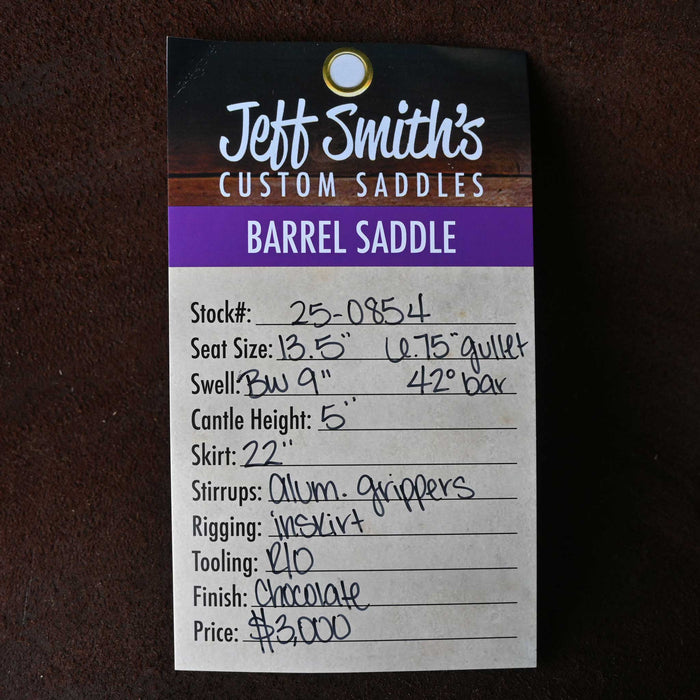 Jeff Smith's
CUSTOM SADDLES
BARREL SADDLE
Stock#: 25-0854
Seat Size: 13.5" 6.75" gullet
Swell: BW 9" 42° bar
Cantle Height: 5"
Skirt: 22"
Stirrups: alum. grippers
Rigging: inskirt
Tooling: R/O
Finish: Chocolate
Price: $3,000